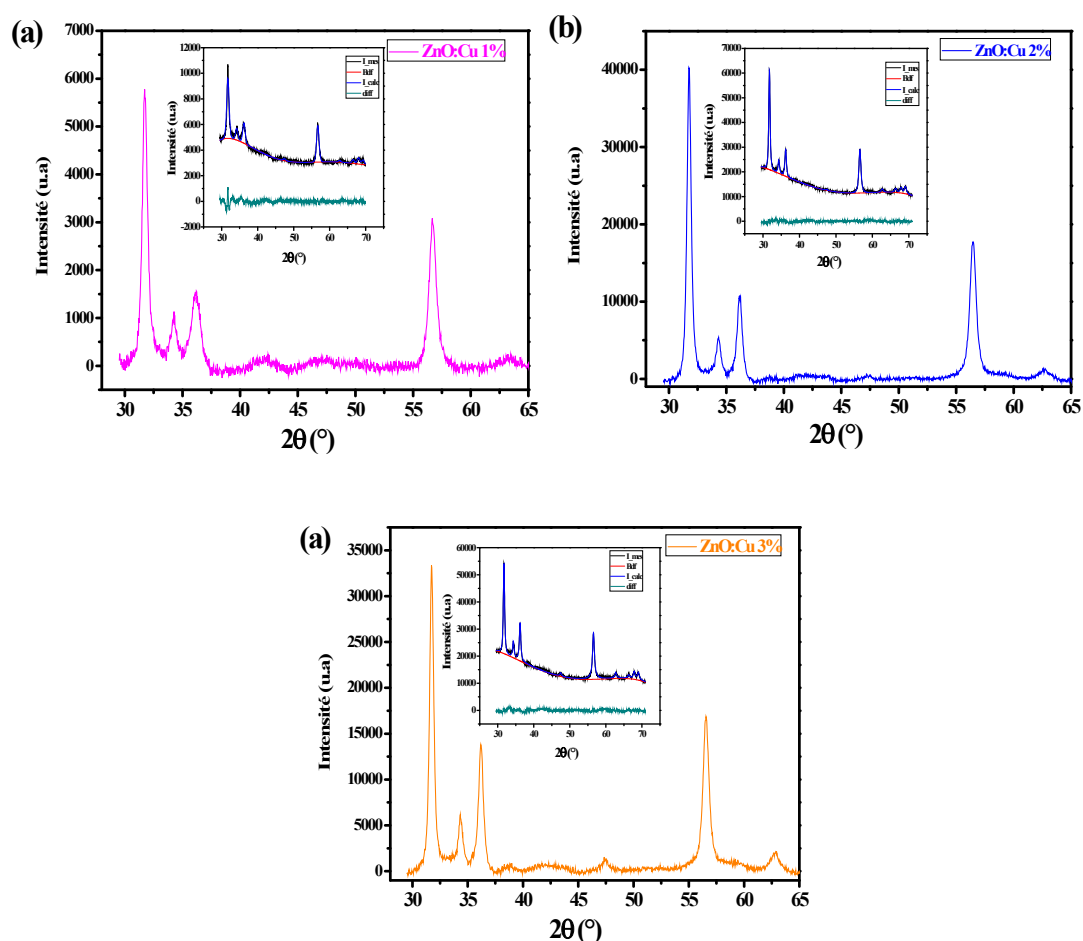 (a)
ZnO:Cu 1%
Intensité (u.a)
7000
6000
5000
4000
3000
2000
1000
0
30 35 40 45 50 55 60 65
2θ (°)
Intensité (u.a)
12000
10000
8000
6000
4000
2000
0
-2000
30 40 50 60 70
2θ(°)
I_mes
Bdf
I_calc
diff
(b)
ZnO:Cu 2%
Intensité (u.a)
40000
30000
20000
10000
0
30 35 40 45 50 55 60 65
2θ (°)
Intensité (u.a)
70000
60000
50000
40000
30000
20000
10000
0
30 40 50 60 70
2θ(°)
I_mes
Bdf
I_calc
diff
(a)
ZnO:Cu 3%
Intensité (u.a)
35000
30000
25000
20000
15000
10000
5000
0
30 35 40 45 50 55 60 65
2θ (°)
Intensité (u.a)
60000
50000
40000
30000
20000
10000
0
30 40 50 60 70
2θ(°)
I_mes
Bdf
I_calc
diff